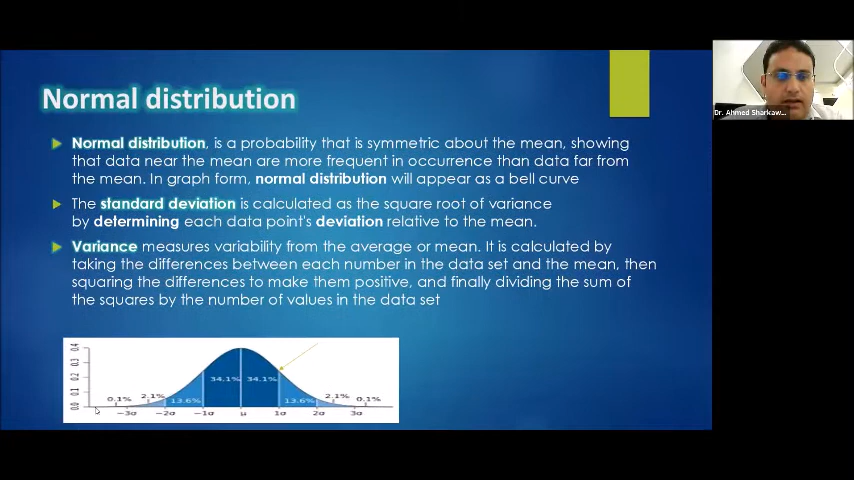 Normal distribution
Dr. Ahmed Sharkaw...
Normal distribution, is a probability that is symmetric about the mean, showing
that data near the mean are more frequent in occurrence than data far from
the mean. In graph form, normal distribution will appear as a bell curve
The standard deviation is calculated as the square root of variance
by determining each data point's deviation relative to the mean.
Variance measures variability from the average or mean. It is calculated by
taking the differences between each number in the data set and the mean, then
squaring the differences to make them positive, and finally dividing the sum of
the squares by the number of values in the data set
0.4
0.3
0.2
0.1
0.0
34.1% 34.1%
0.1% 2.1% 13.6% 13.6% 2.1% 0.1%
−3σ −2σ −1σ μ 1σ 2σ 3σ